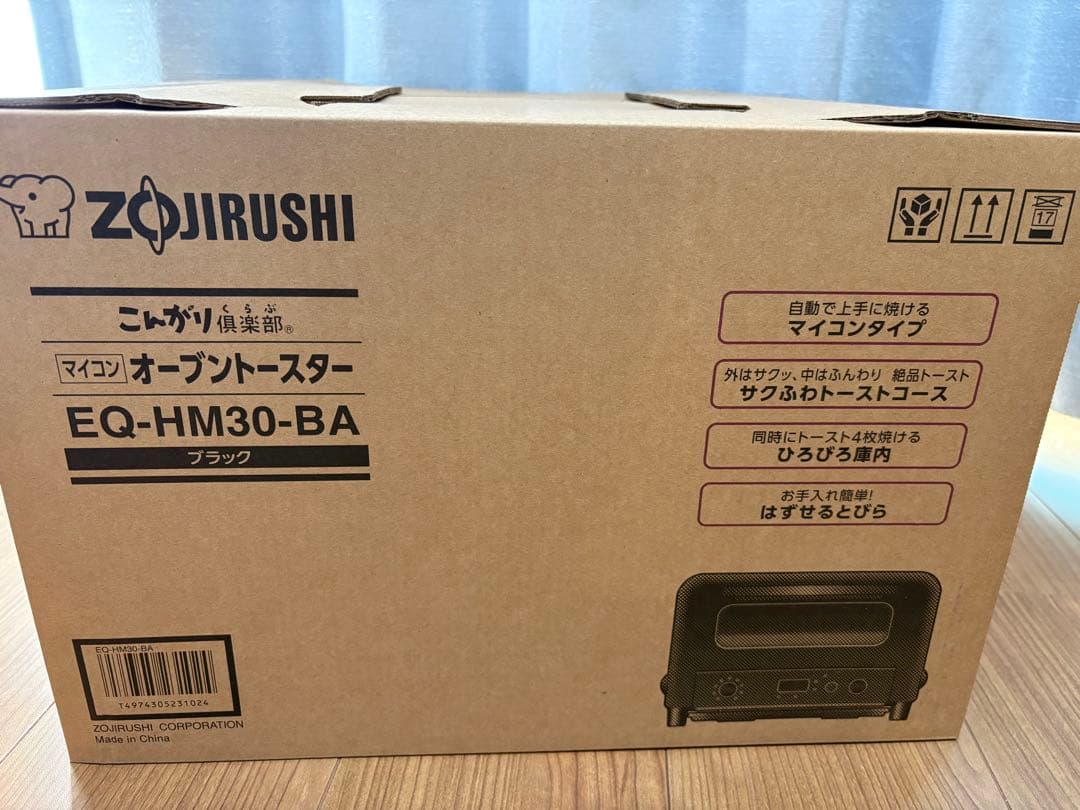 ZOJIRUSHI
くらぶ
こんがり倶楽部®
マイコン オーブントースター
EQ-HM30-BA
ブラック
17
自動で上手に焼ける
マイコンタイプ
外はサクッ、中はふんわり 絶品トースト
サクふわトーストコース
同時にトースト4枚焼ける
ひろびろ庫内
お手入れ簡単!
はずせるとびら
EQ-HM30-BA
T4974305231024
ZOJIRUSHI CORPORATION
Made in China